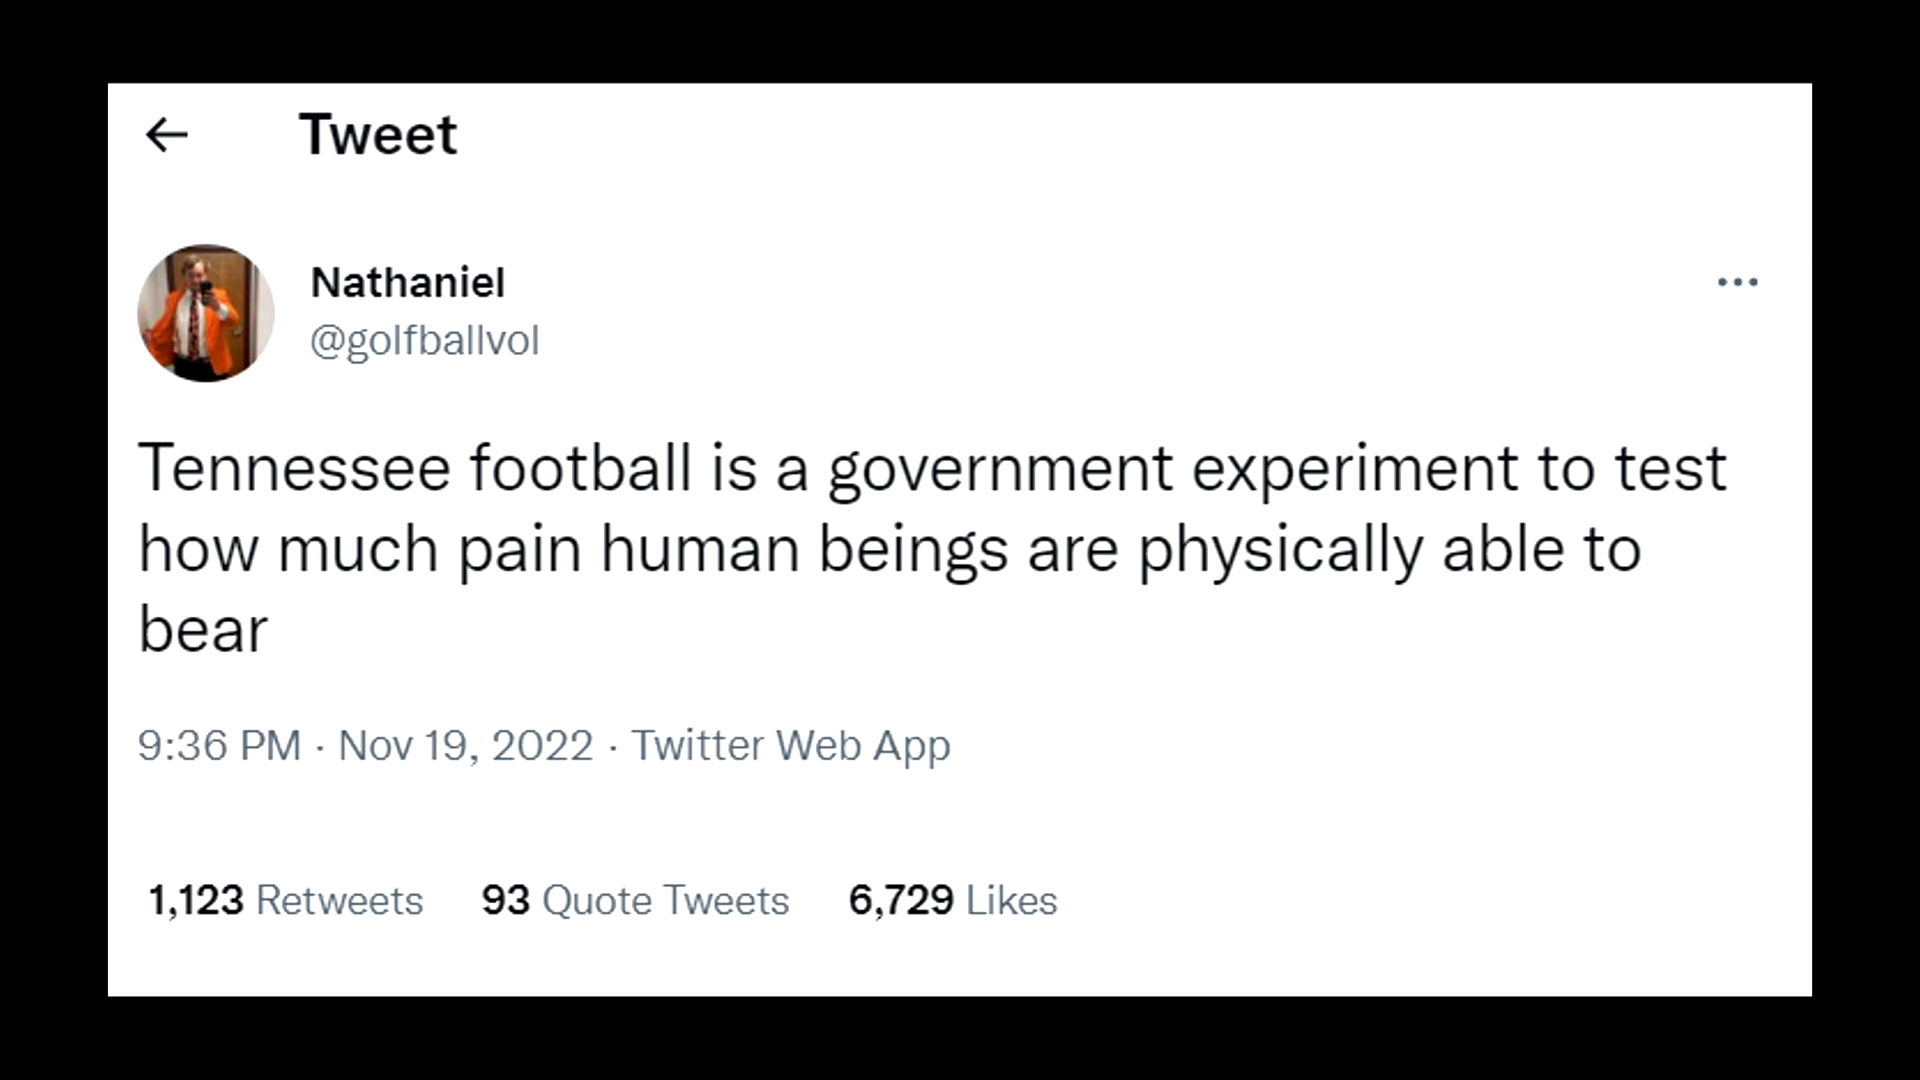 Tweet
Nathaniel
@golfballvol
Tennessee football is a government experiment to test
how much pain human beings are physically able to
bear
9:36 PM · Nov 19, 2022 · Twitter Web App
1,123 Retweets 93 Quote Tweets 6,729 Likes